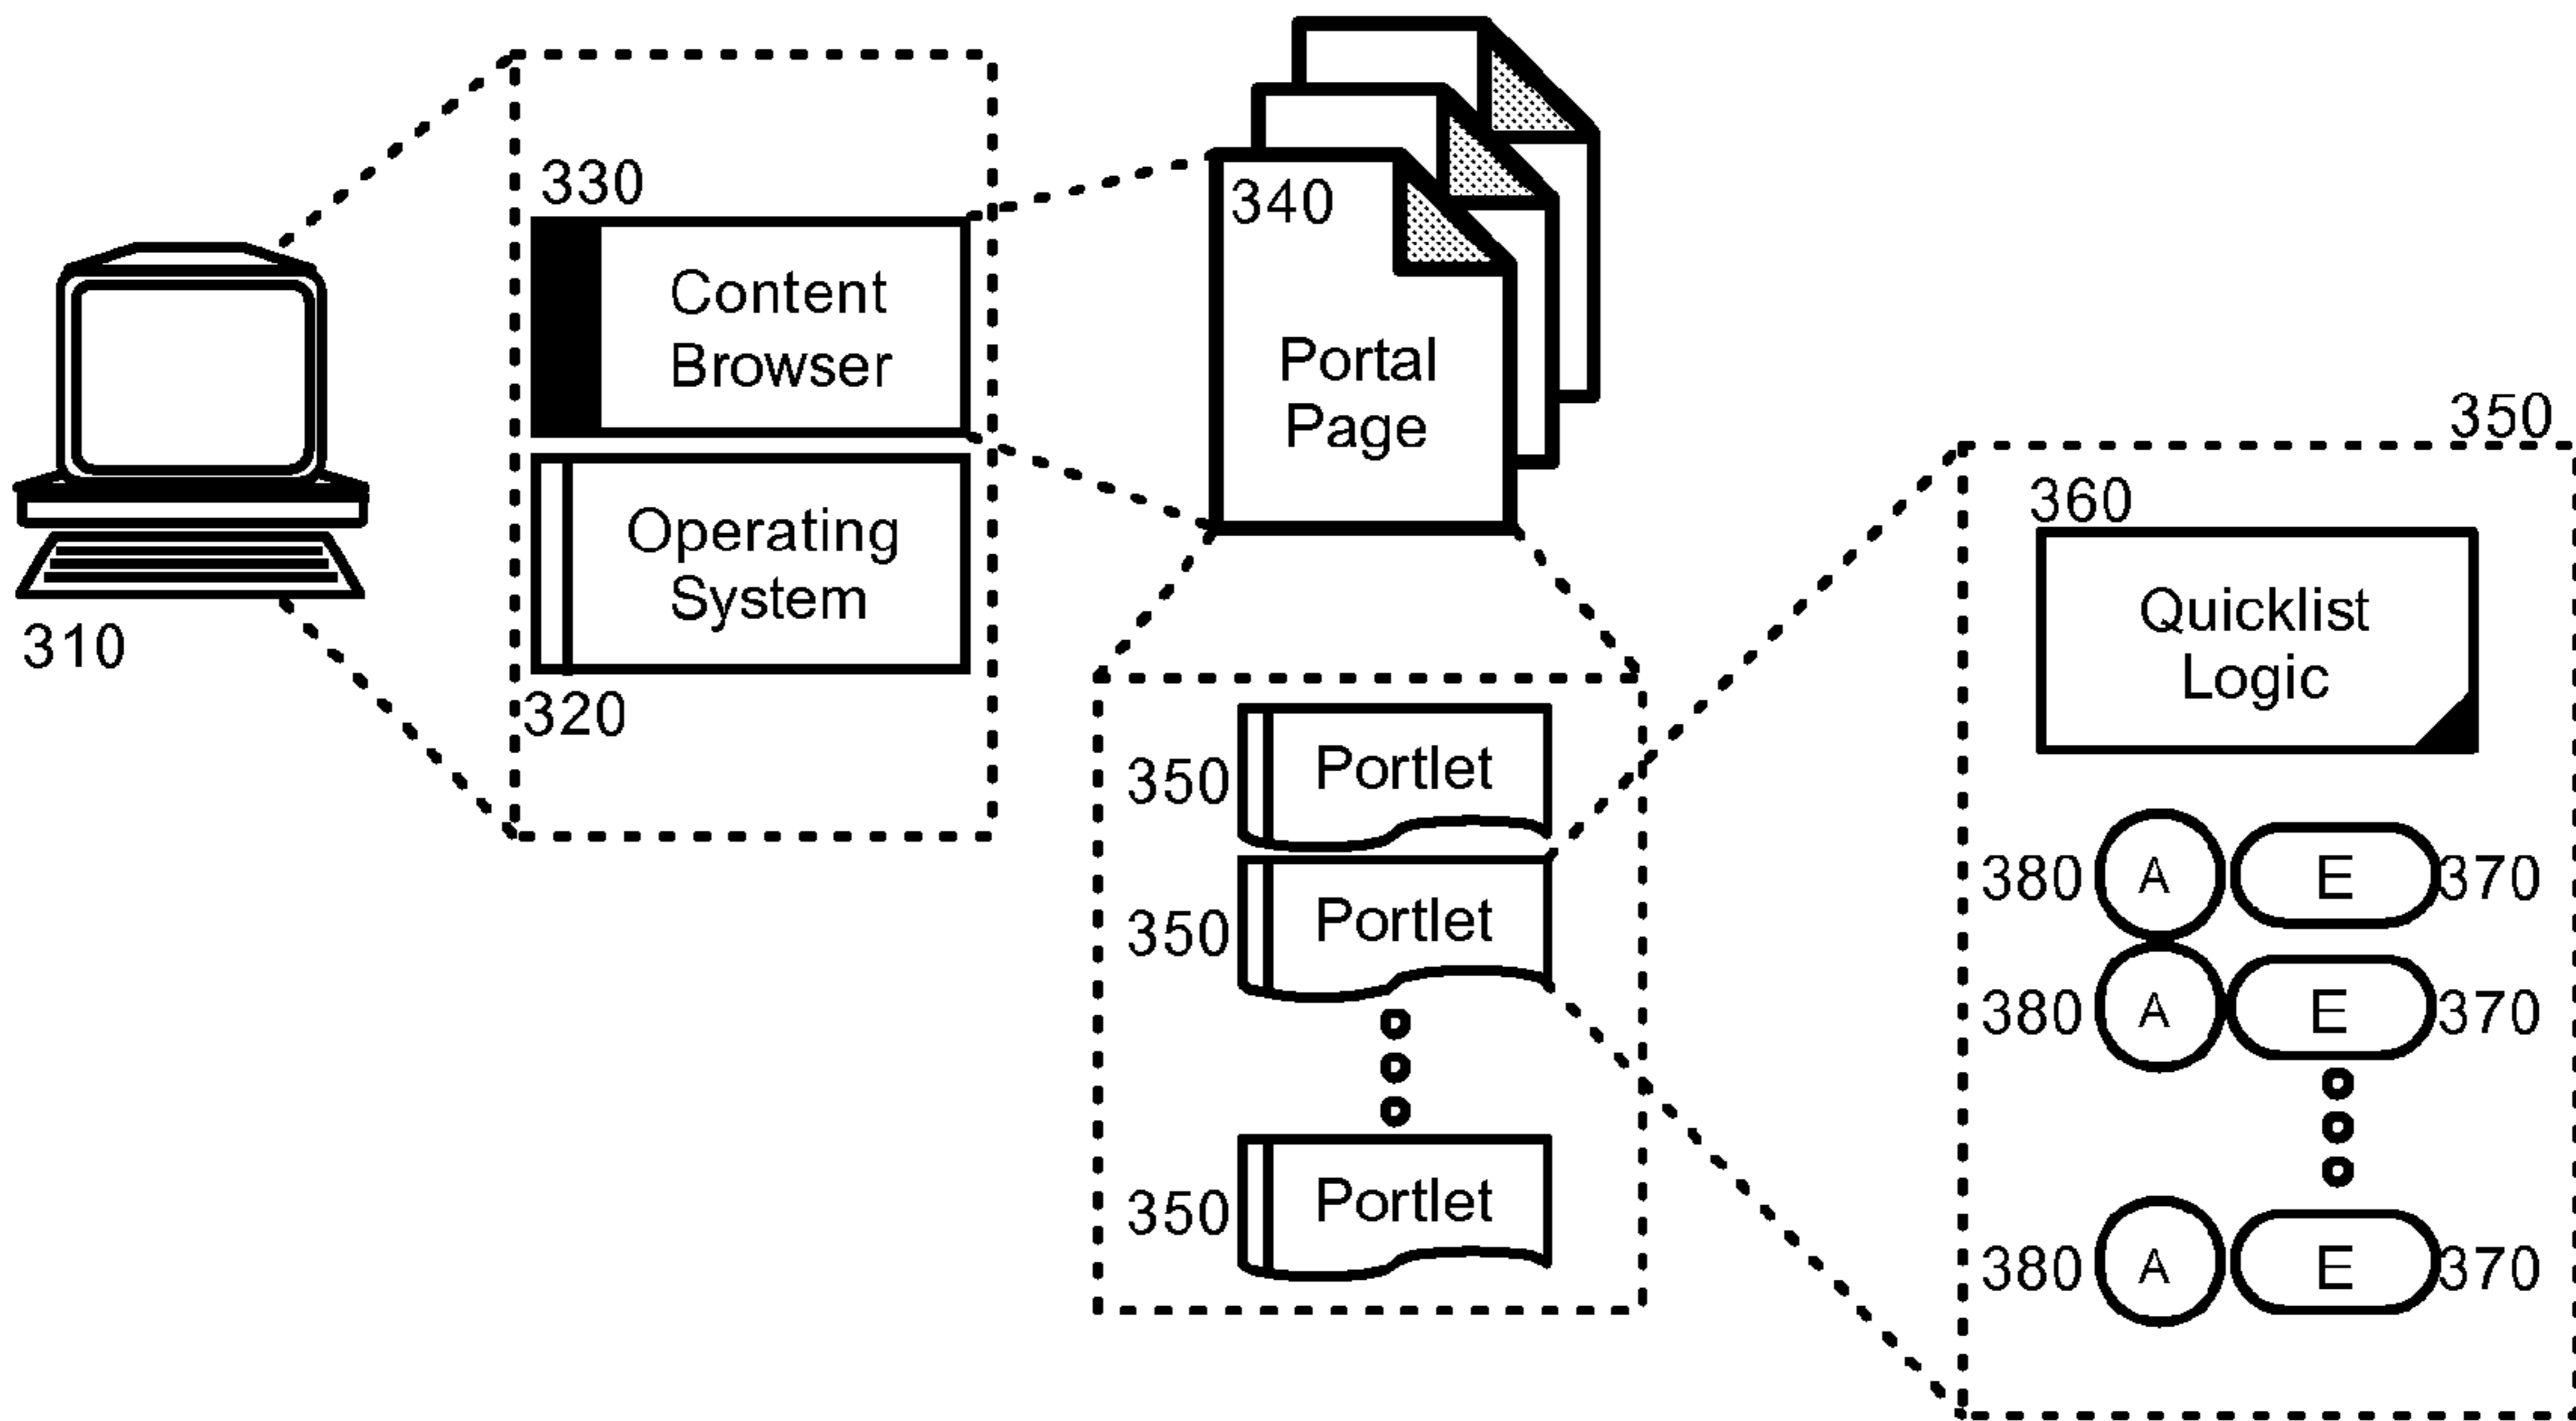 310
330
Content
Browser
Operating
System
320
340
Portal
Page
350 Portlet
350 Portlet
350 Portlet
350
360
Quicklist
Logic
380 A E 370
380 A E 370
380 A E 370